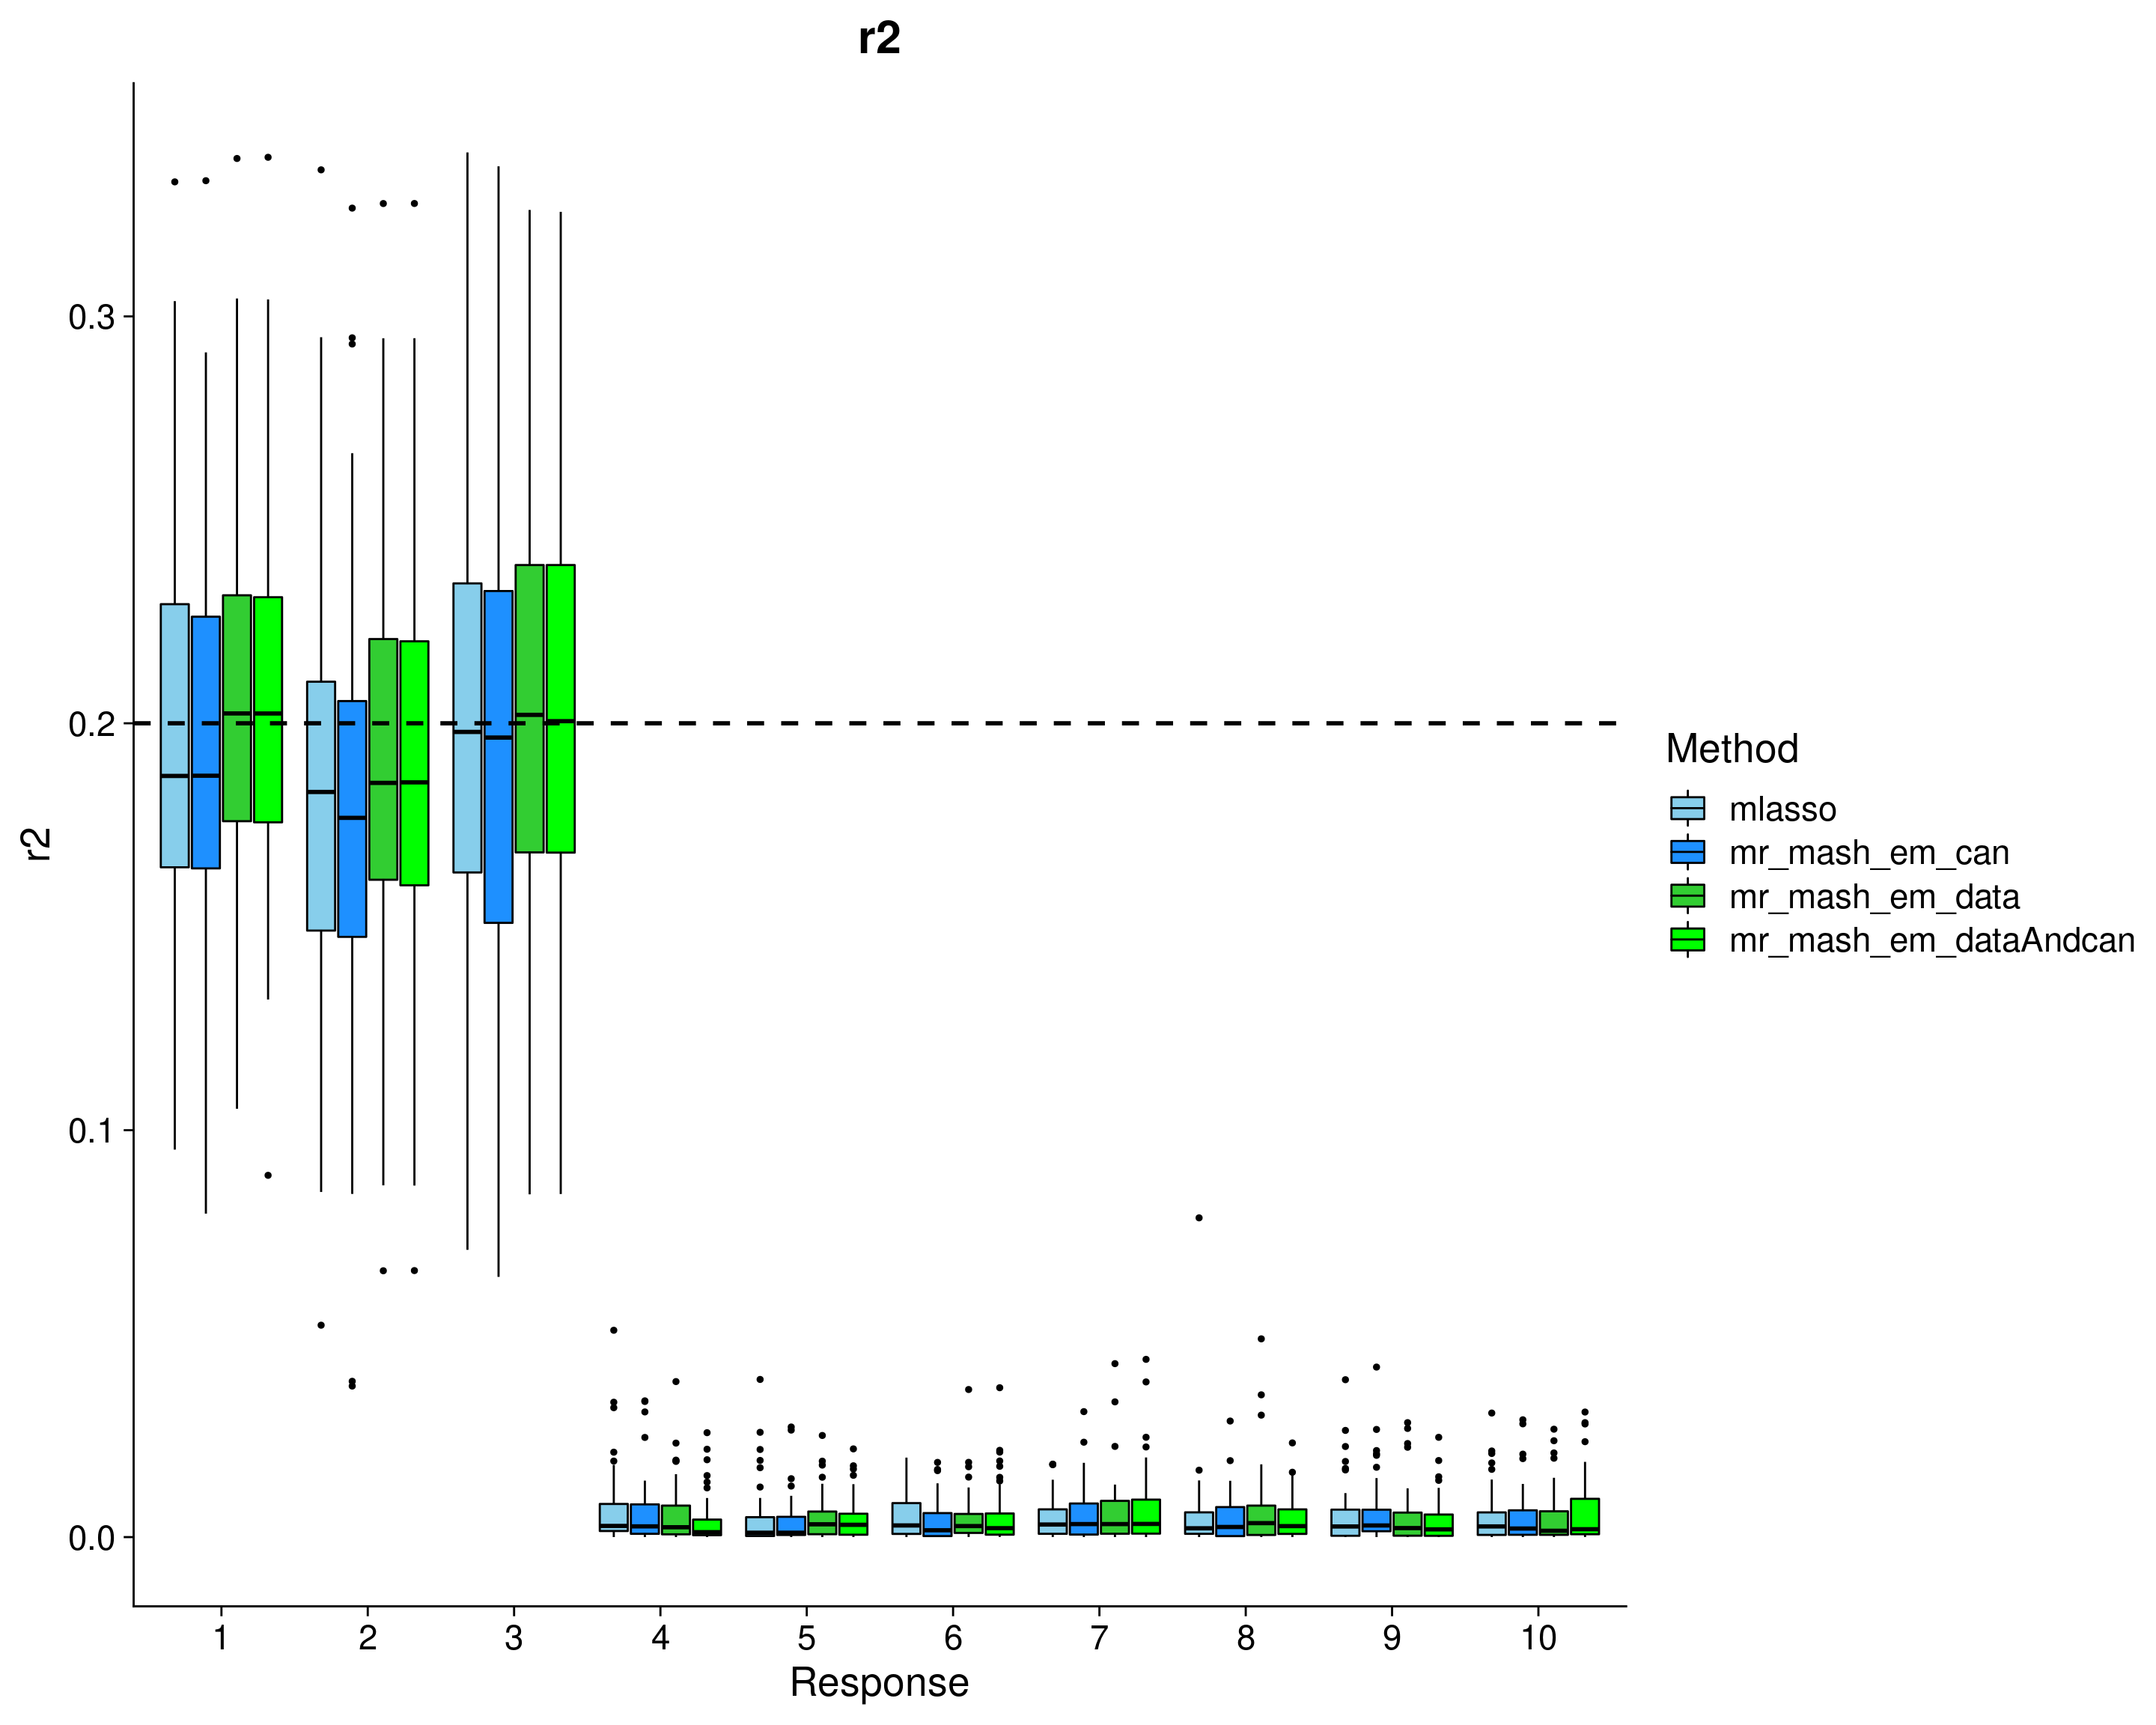 r2
r2
0.3
0.2
0.1
0.0
1 2 3 4 5 6 7 8 9 10
Response
Method
mlasso
mr_mash_em_can
mr_mash_em_data
mr_mash_em_dataAndcan